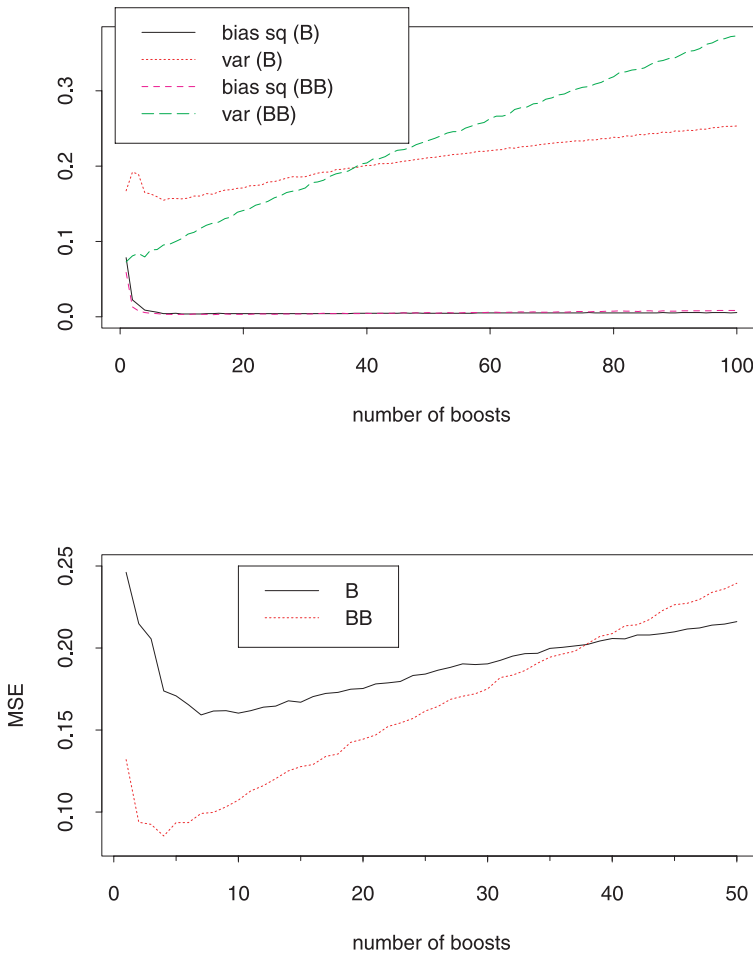 bias sq (B)
var (B)
bias sq (BB)
var (BB)
0.3
0.2
0.1
0.0
0 20 40 60 80 100
number of boosts
B
BB
MSE
0.25
0.20
0.15
0.10
0 10 20 30 40 50
number of boosts